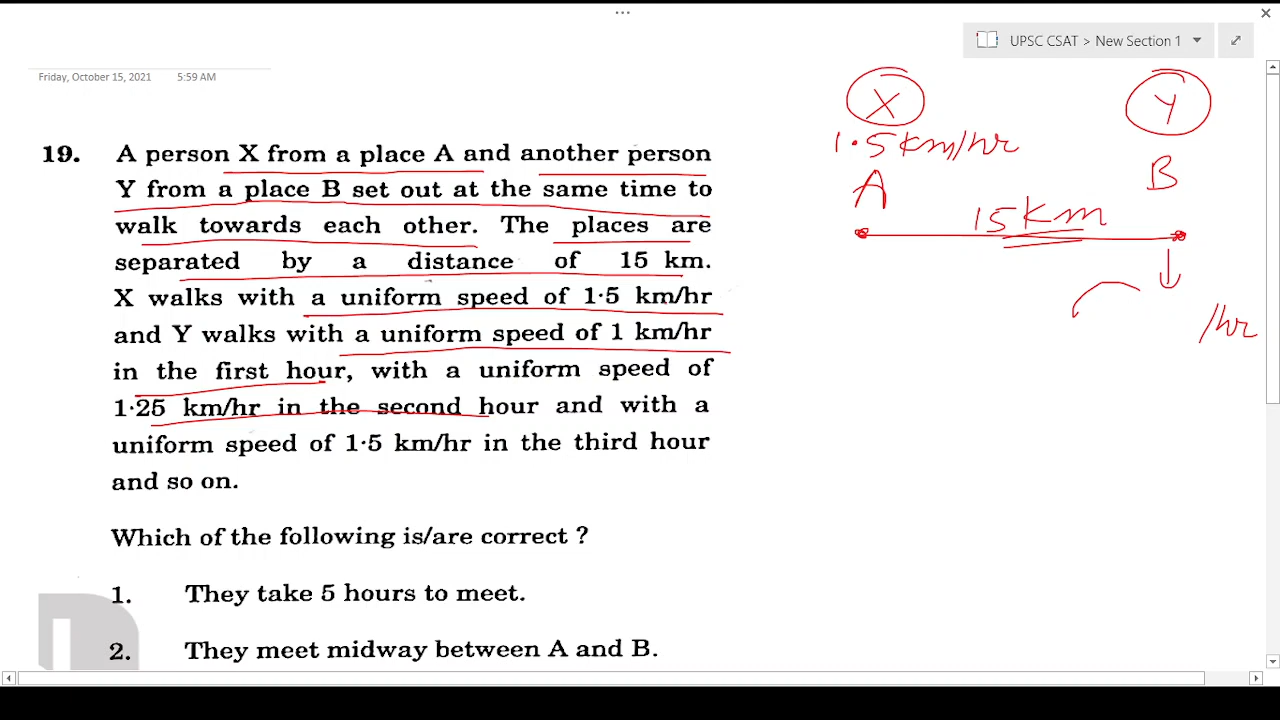 UPSC CSAT > New Section 1
Friday, October 15, 2021 5:59 AM
19. A person X from a place A and another person
Y from a place B set out at the same time to
walk towards each other. The places are
separated by a distance of 15 km.
X walks with a uniform speed of 1·5 km/hr
and Y walks with a uniform speed of 1 km/hr
in the first hour, with a uniform speed of
1·25 km/hr in the second hour and with a
uniform speed of 1·5 km/hr in the third hour
and so on.
Which of the following is/are correct ?
1. They take 5 hours to meet.
2. They meet midway between A and B.
X Y
1.5 km/hr
A B
15 km
/hr